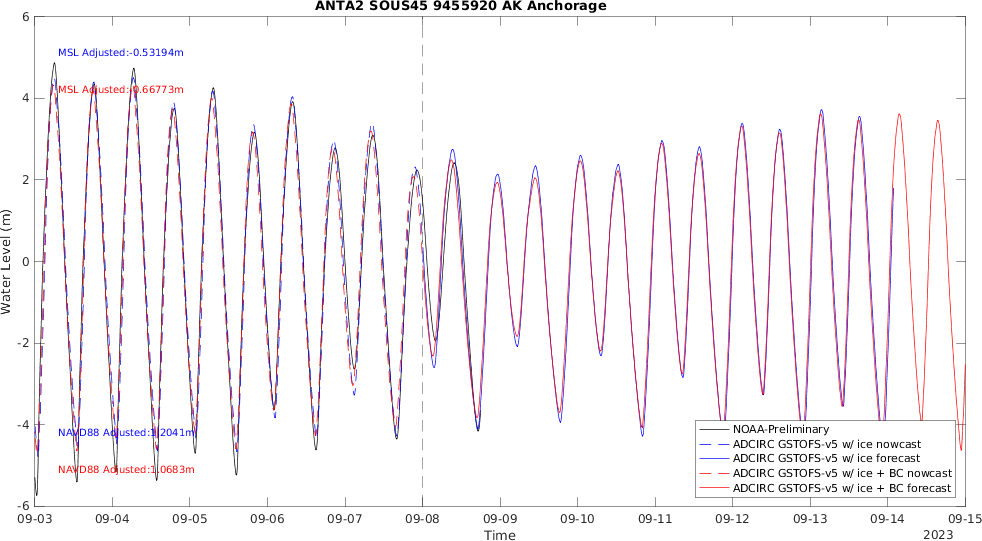 ANTA2 SOUS45 9455920 AK Anchorage
6
MSL Adjusted:-0.53194m
MSL Adjusted:-0.66773m
4
2
Water Level (m)
0
-2
-4
NAVD88 Adjusted:1.2041m
NAVD88 Adjusted:1.0683m
-6
NOAA-Preliminary
ADCIRC GSTOFS-v5 w/ ice nowcast
ADCIRC GSTOFS-v5 w/ ice forecast
ADCIRC GSTOFS-v5 w/ ice + BC nowcast
ADCIRC GSTOFS-v5 w/ ice + BC forecast
09-03 09-04 09-05 09-06 09-07 09-08 09-09 09-10 09-11 09-12 09-13 09-14 09-15
Time
2023